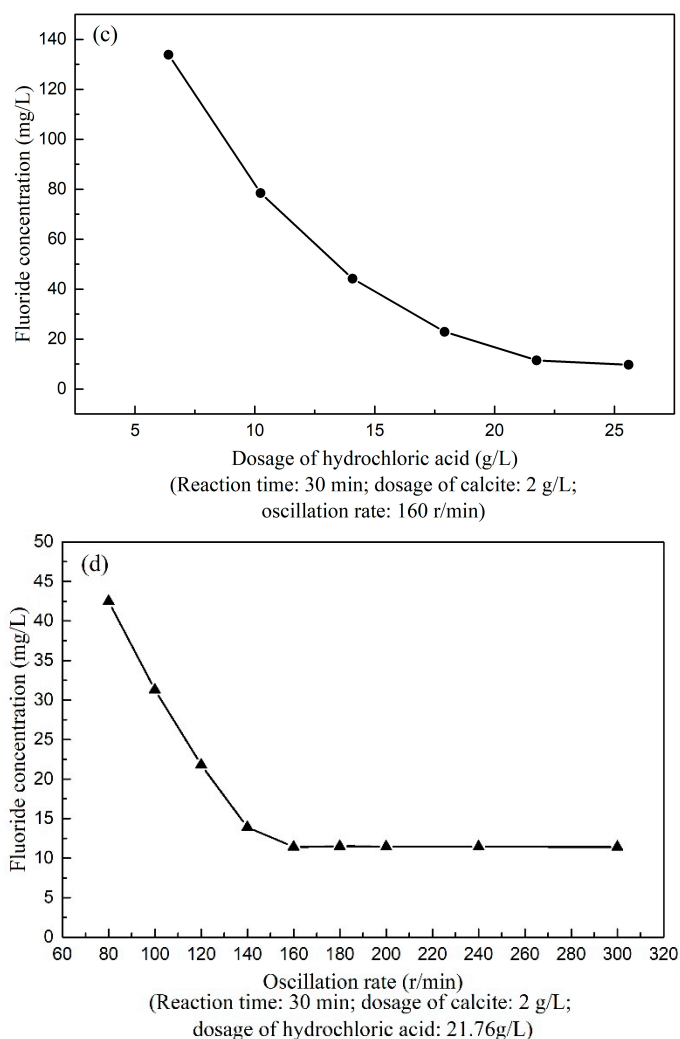 (c)
Fluoride concentration (mg/L)
140
120
100
80
60
40
20
0
5 10 15 20 25
Dosage of hydrochloric acid (g/L)
(Reaction time: 30 min; dosage of calcite: 2 g/L;
oscillation rate: 160 r/min)
(d)
Fluoride concentration (mg/L)
50
45
40
35
30
25
20
15
10
5
0
60 80 100 120 140 160 180 200 220 240 260 280 300 320
Oscillation rate (r/min)
(Reaction time: 30 min; dosage of calcite: 2 g/L;
dosage of hydrochloric acid: 21.76g/L)